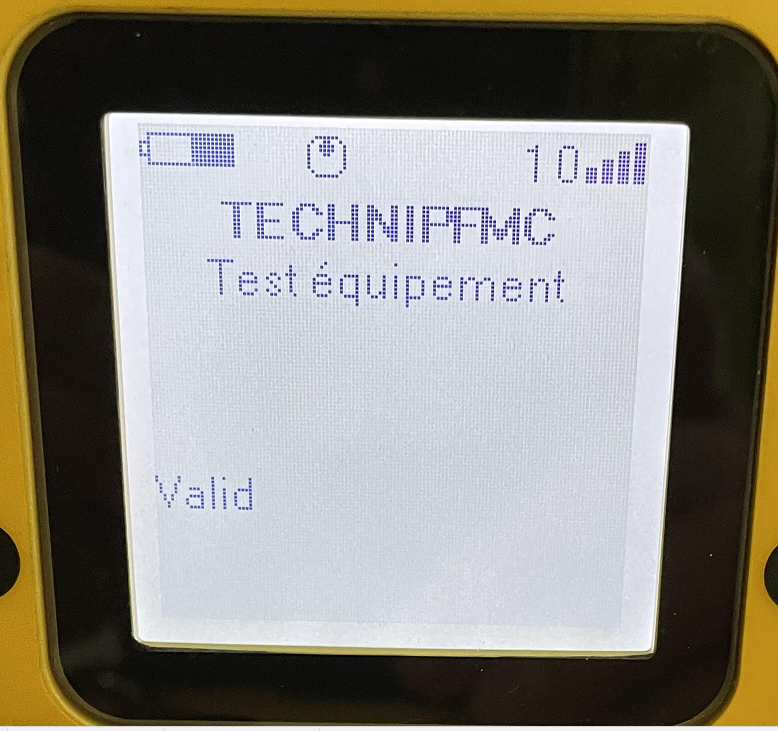 10
TECHNIPFMC
Test équipement
Valid